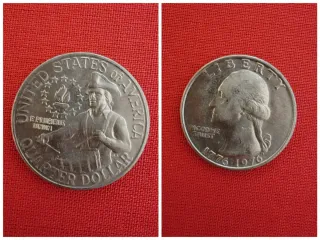 UNITED STATES OF AMERICA
E PLURIBUS
UNUM
QUARTER DOLLAR
LIBERTY
IN GOD WE
TRUST
1776-1976